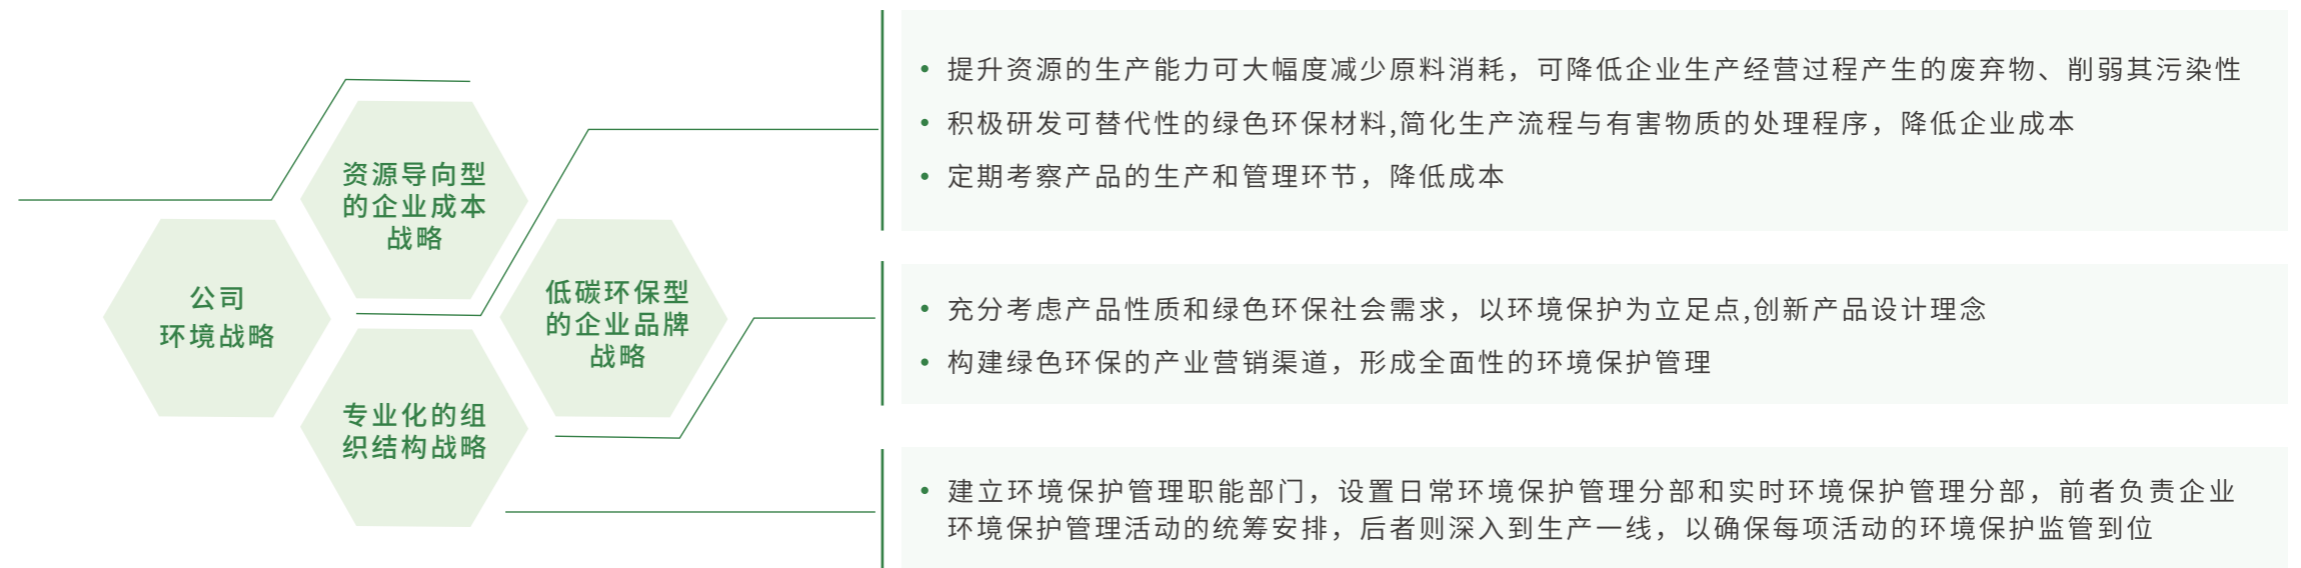 公司
环境战略
资源导向型
的企业成本
战略
低碳环保型
的企业品牌
战略
专业化的组
织结构战略
• 提升资源的生产能力可大幅度减少原料消耗，可降低企业生产经营过程产生的废弃物、削弱其污染性
• 积极研发可替代性的绿色环保材料,简化生产流程与有害物质的处理程序，降低企业成本
• 定期考察产品的生产和管理环节，降低成本
• 充分考虑产品性质和绿色环保社会需求，以环境保护为立足点,创新产品设计理念
• 构建绿色环保的产业营销渠道，形成全面性的环境保护管理
• 建立环境保护管理职能部门，设置日常环境保护管理分部和实时环境保护管理分部，前者负责企业
环境保护管理活动的统筹安排，后者则深入到生产一线，以确保每项活动的环境保护监管到位